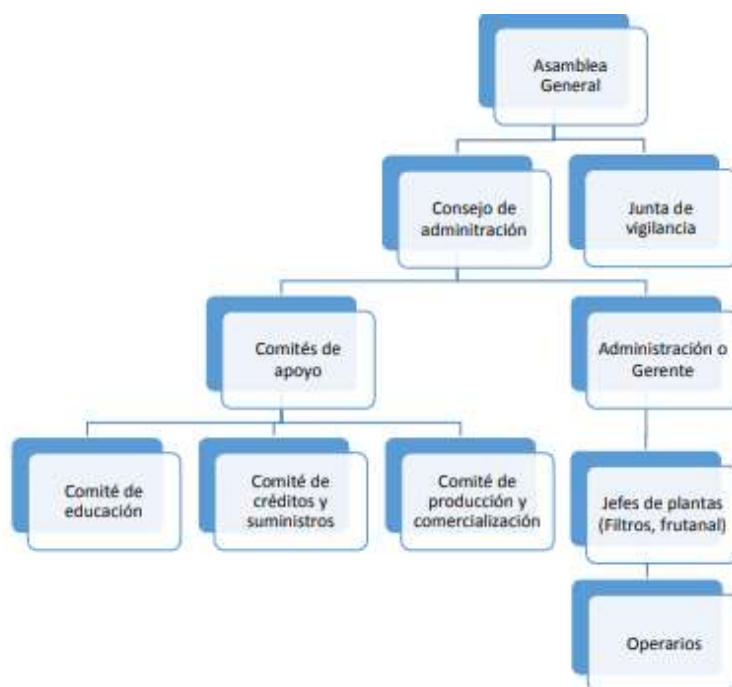 Asamblea
General
Consejo de
adminitración
Junta de
vigilancia
Comités de
apoyo
Administración o
Gerente
Comité de
educación
Comité de
créditos y
suministros
Comité de
producción y
comercialización
Jefes de plantas
(Filtros, frutanal)
Operarios